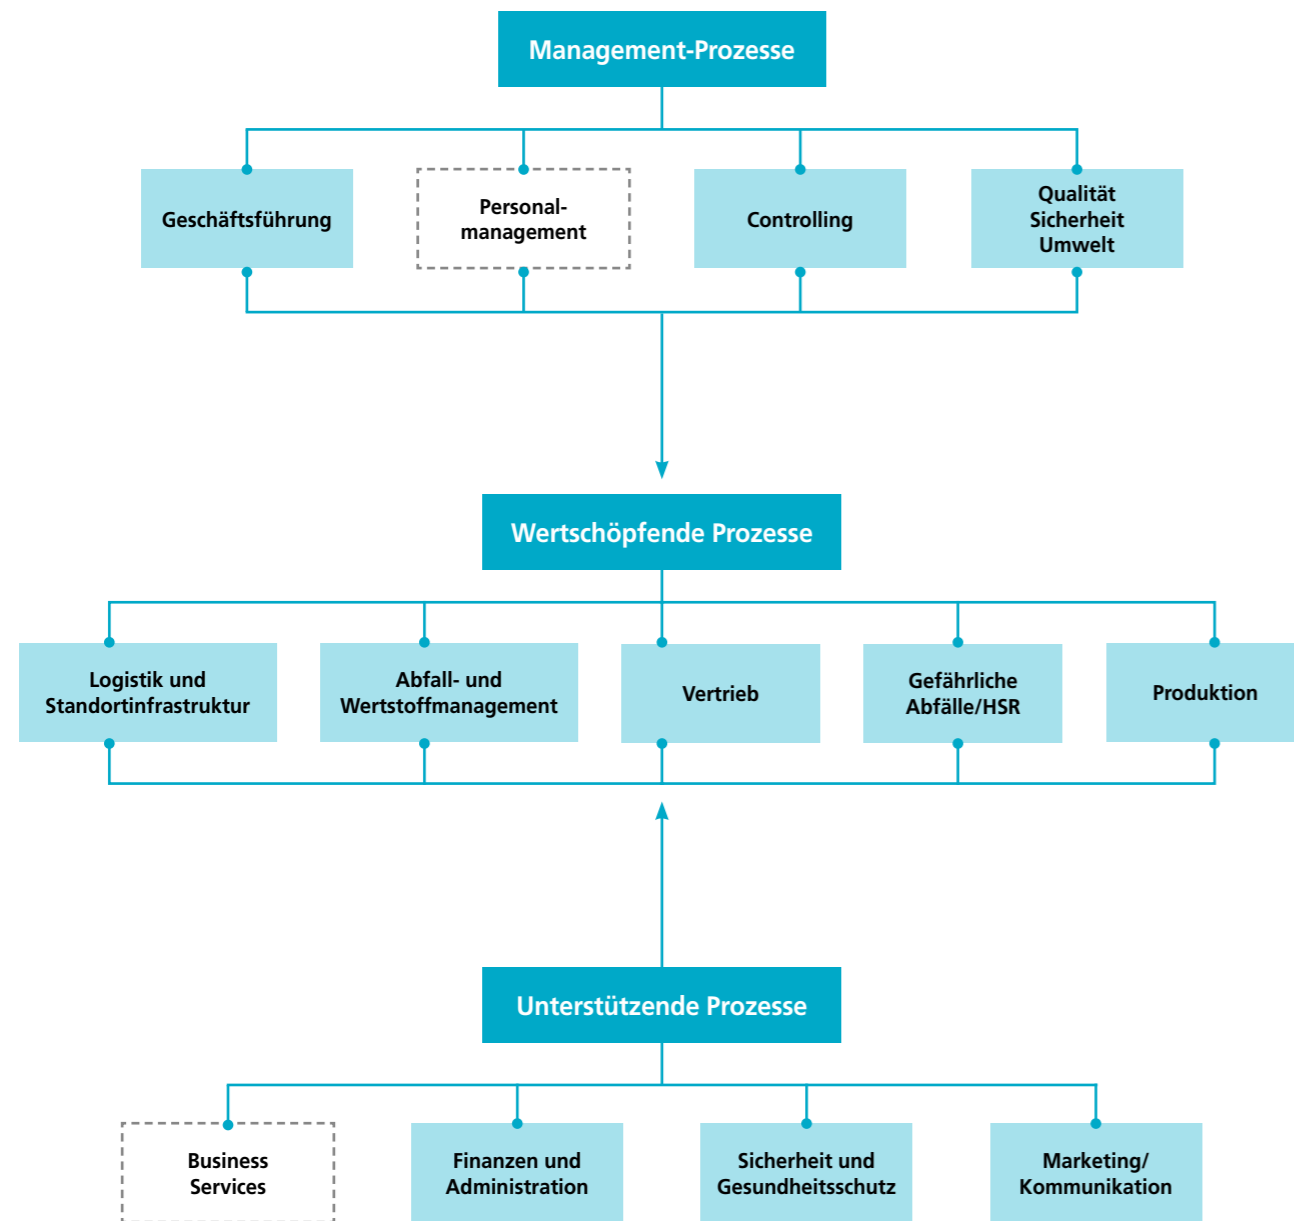 Management-Prozesse
Geschäftsführung
Personal-
management
Controlling
Qualität
Sicherheit
Umwelt
Wertschöpfende Prozesse
Logistik und
Standortinfrastruktur
Abfall- und
Wertstoffmanagement
Vertrieb
Gefährliche
Abfälle/HSR
Produktion
Unterstützende Prozesse
Business
Services
Finanzen und
Administration
Sicherheit und
Gesundheitsschutz
Marketing/
Kommunikation